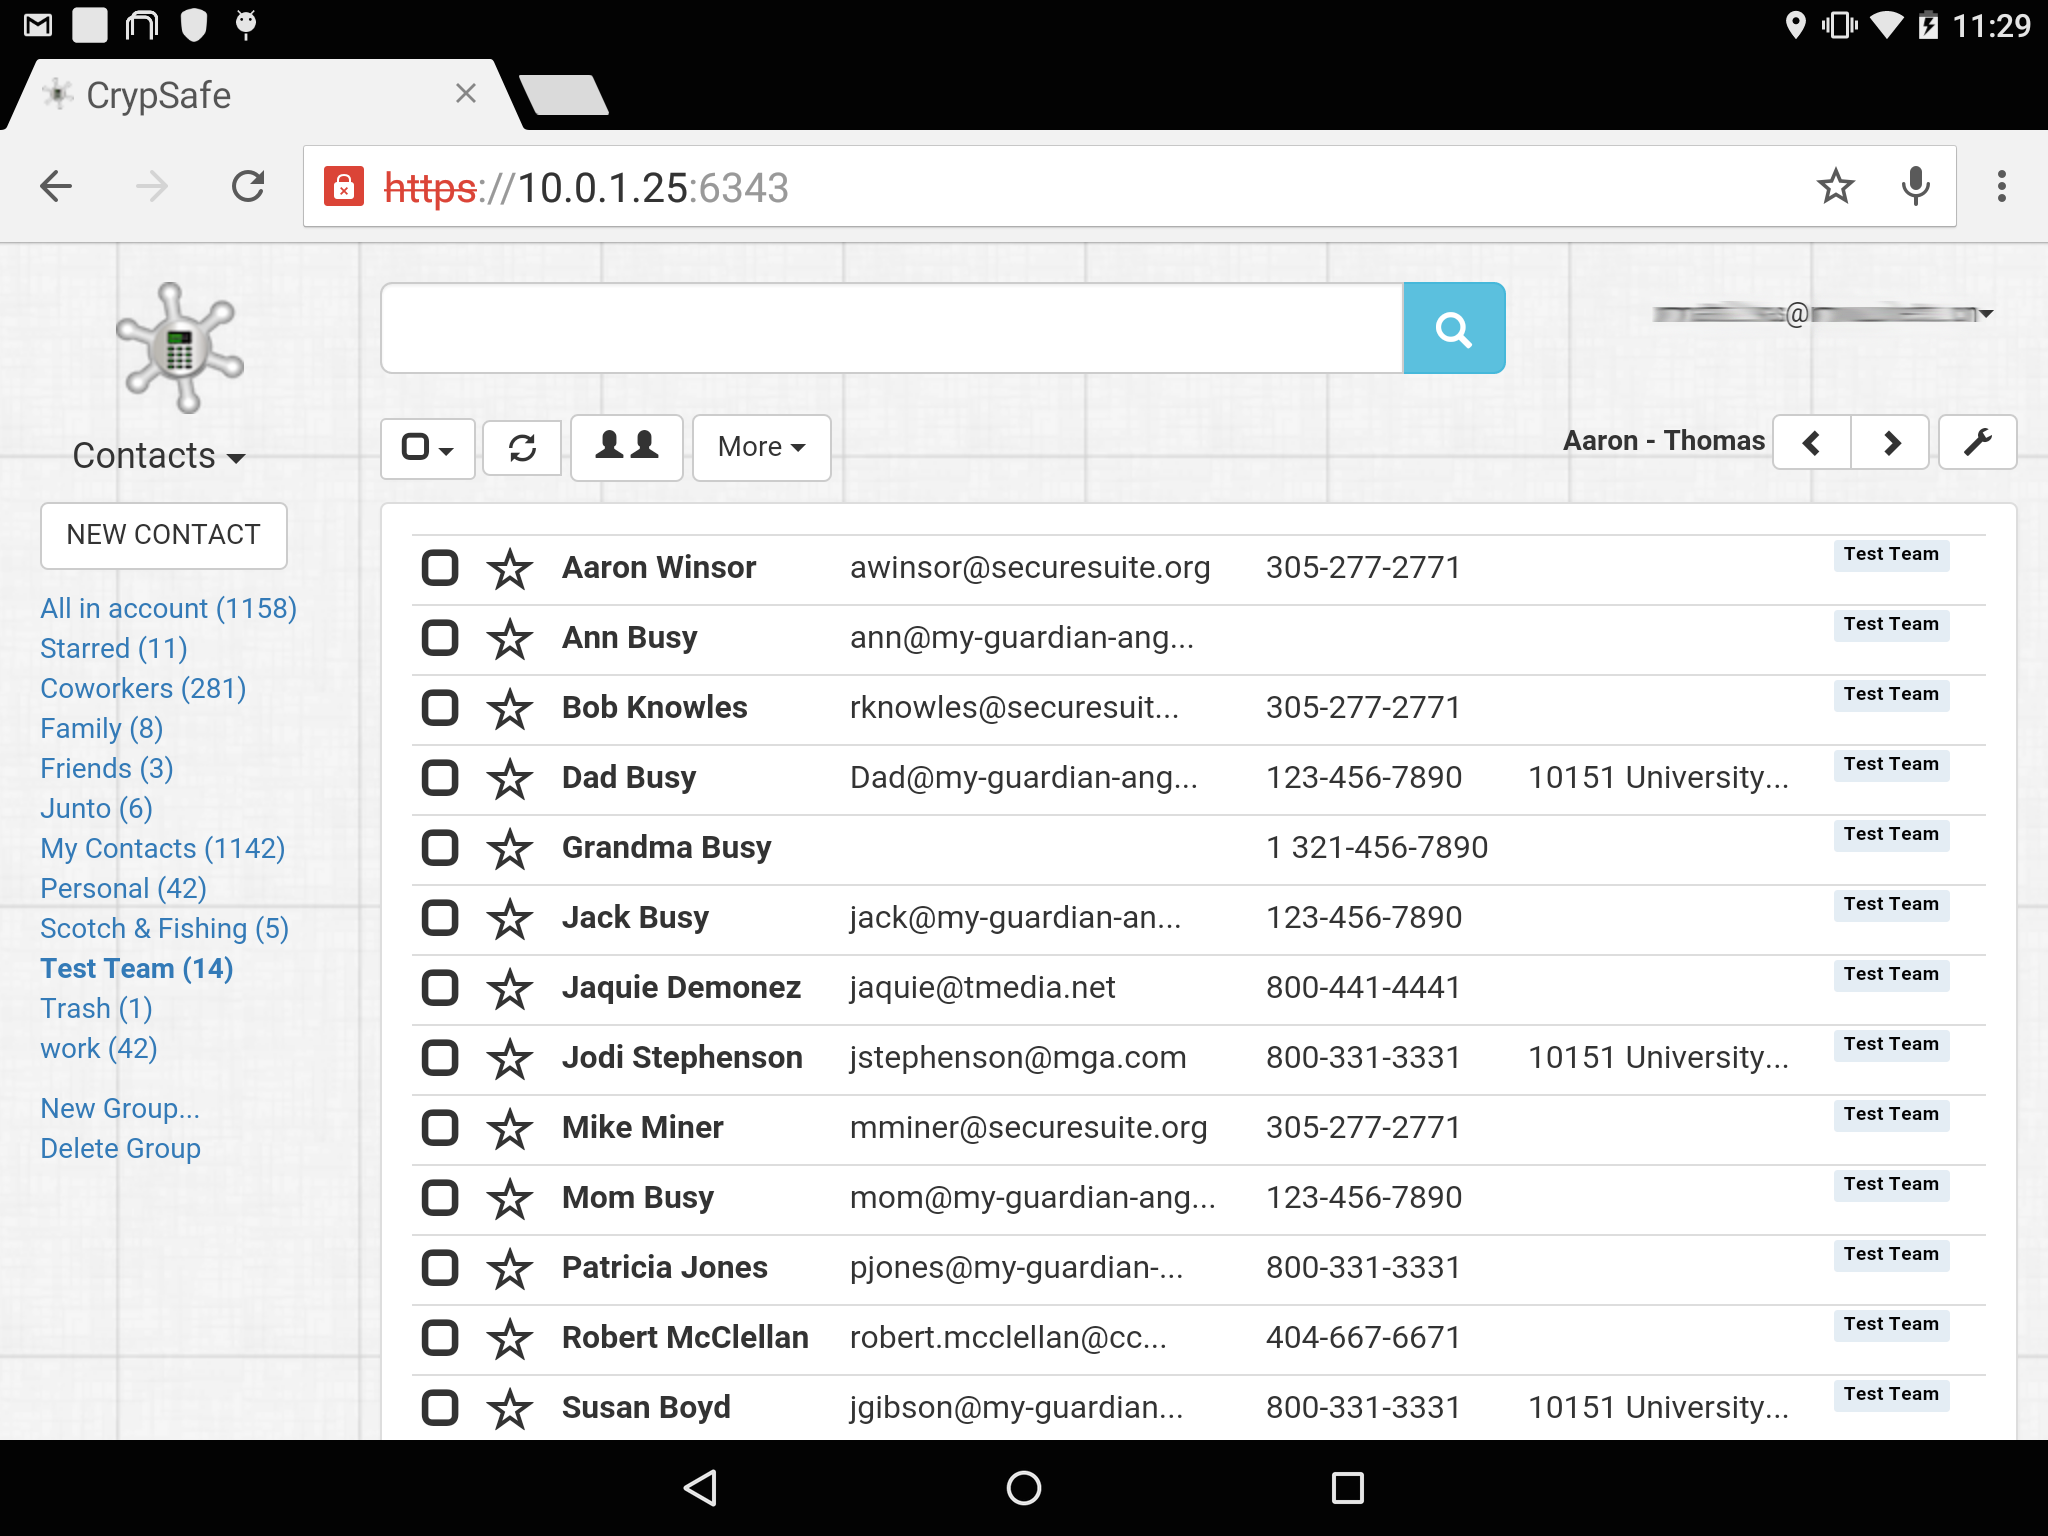 11:29
CrypSafe
https://10.0.1.25:6343
@
Contacts
More
Aaron - Thomas
NEW CONTACT
All in account (1158)
Starred (11)
Coworkers (281)
Family (8)
Friends (3)
Junto (6)
My Contacts (1142)
Personal (42)
Scotch & Fishing (5)
Test Team (14)
Trash (1)
work (42)
New Group...
Delete Group
Aaron Winsor awinsor@securesuite.org 305-277-2771 Test Team
Ann Busy ann@my-guardian-ang... Test Team
Bob Knowles rknowles@securesuit... 305-277-2771 Test Team
Dad Busy Dad@my-guardian-ang... 123-456-7890 10151 University... Test Team
Grandma Busy 1 321-456-7890 Test Team
Jack Busy jack@my-guardian-an... 123-456-7890 Test Team
Jaquie Demonez jaquie@tmedia.net 800-441-4441 Test Team
Jodi Stephenson jstephenson@mga.com 800-331-3331 10151 University... Test Team
Mike Miner mminer@securesuite.org 305-277-2771 Test Team
Mom Busy mom@my-guardian-ang... 123-456-7890 Test Team
Patricia Jones pjones@my-guardian-... 800-331-3331 Test Team
Robert McClellan robert.mcclellan@cc... 404-667-6671 Test Team
Susan Boyd jgibson@my-guardian... 800-331-3331 10151 University... Test Team